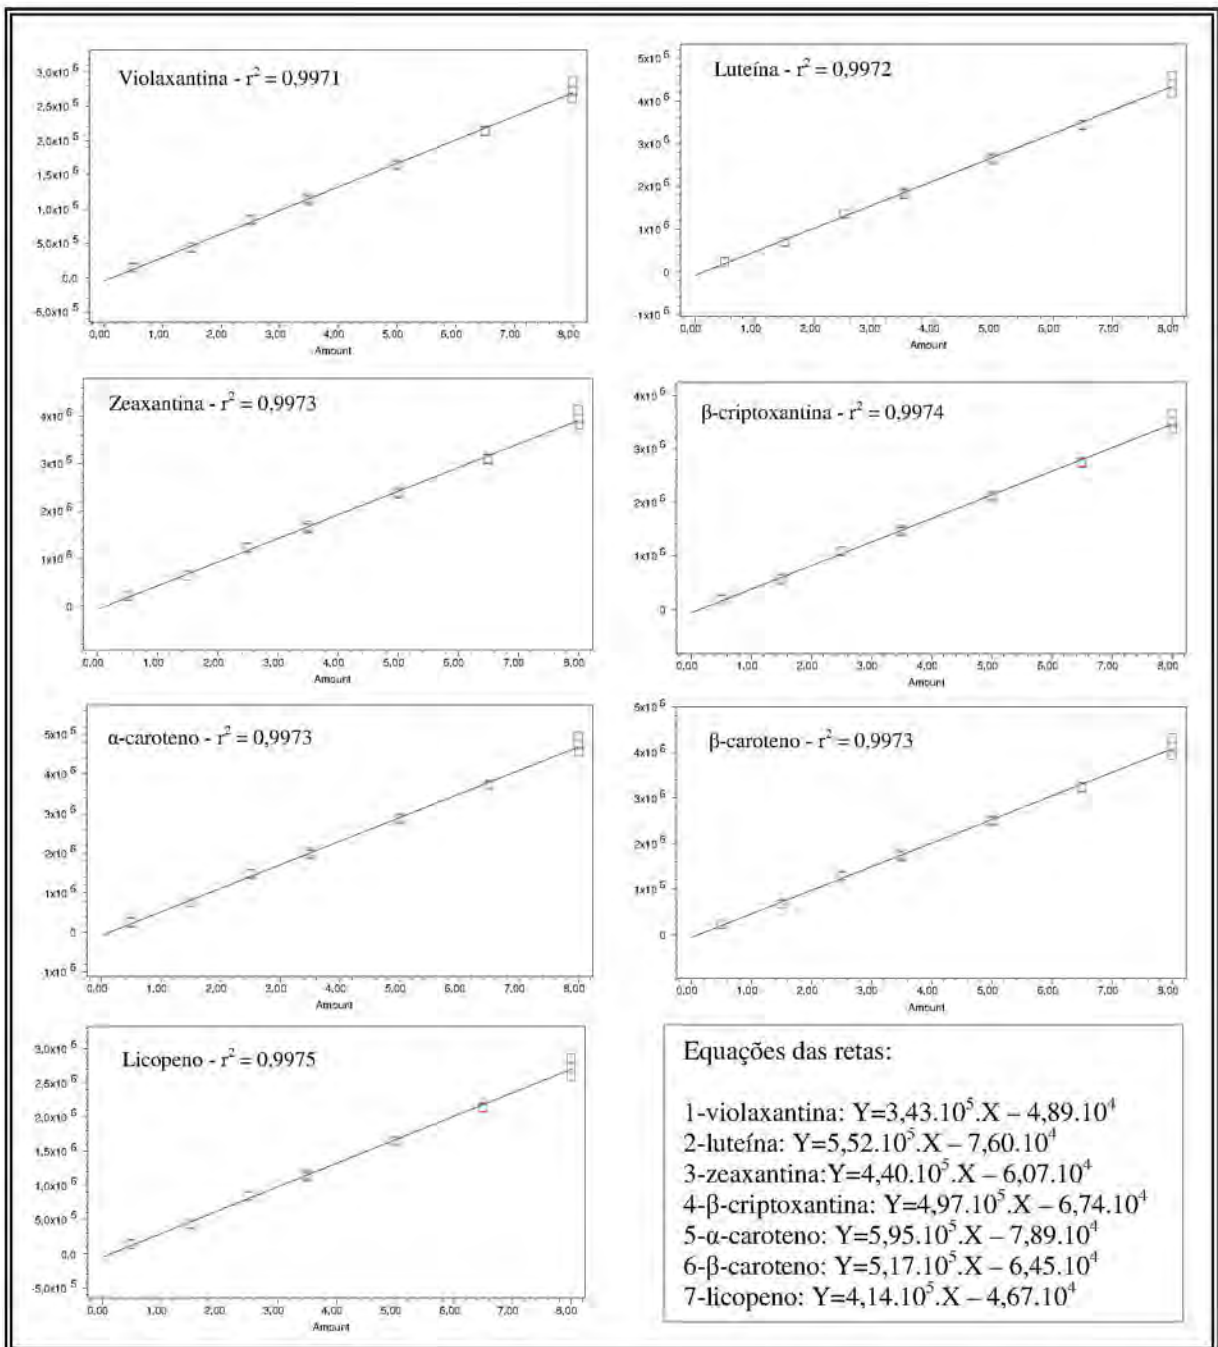 Violaxantina - r² = 0,9971
3,0x10⁶
2,5x10⁶
2,0x10⁶
1,5x10⁶
1,0x10⁶
5,0x10⁵
0,0
-5,0x10⁵
0,00 1,00 2,00 3,00 4,00 5,00 6,00 7,00 8,00
Amount
Luteína - r² = 0,9972
5x10⁶
4x10⁶
3x10⁶
2x10⁶
1x10⁶
0
-1x10⁶
0,00 1,00 2,00 3,00 4,00 5,00 6,00 7,00 8,00
Amount
Zeaxantina - r² = 0,9973
4x10⁶
3x10⁶
2x10⁶
1x10⁶
0
0,00 1,00 2,00 3,00 4,00 5,00 6,00 7,00 8,00
Amount
β-criptoxantina - r² = 0,9974
4x10⁶
3x10⁶
2x10⁶
1x10⁶
0
0,00 1,00 2,00 3,00 4,00 5,00 6,00 7,00 8,00
Amount
α-caroteno - r² = 0,9973
5x10⁶
4x10⁶
3x10⁶
2x10⁶
1x10⁶
0
-1x10⁶
0,00 1,00 2,00 3,00 4,00 5,00 6,00 7,00 8,00
Amount
β-caroteno - r² = 0,9973
5x10⁶
4x10⁶
3x10⁶
2x10⁶
1x10⁶
0
0,00 1,00 2,00 3,00 4,00 5,00 6,00 7,00 8,00
Amount
Licopeno - r² = 0,9975
3,0x10⁶
2,5x10⁶
2,0x10⁶
1,5x10⁶
1,0x10⁶
5,0x10⁵
0,0
-5,0x10⁵
0,00 1,00 2,00 3,00 4,00 5,00 6,00 7,00 8,00
Amount
Equações das retas:
1-violaxantina: Y=3,43.10⁵.X – 4,89.10⁴
2-luteína: Y=5,52.10⁵.X – 7,60.10⁴
3-zeaxantina:Y=4,40.10⁵.X – 6,07.10⁴
4-β-criptoxantina: Y=4,97.10⁵.X – 6,74.10⁴
5-α-caroteno: Y=5,95.10⁵.X – 7,89.10⁴
6-β-caroteno: Y=5,17.10⁵.X – 6,45.10⁴
7-licopeno: Y=4,14.10⁵.X – 4,67.10⁴